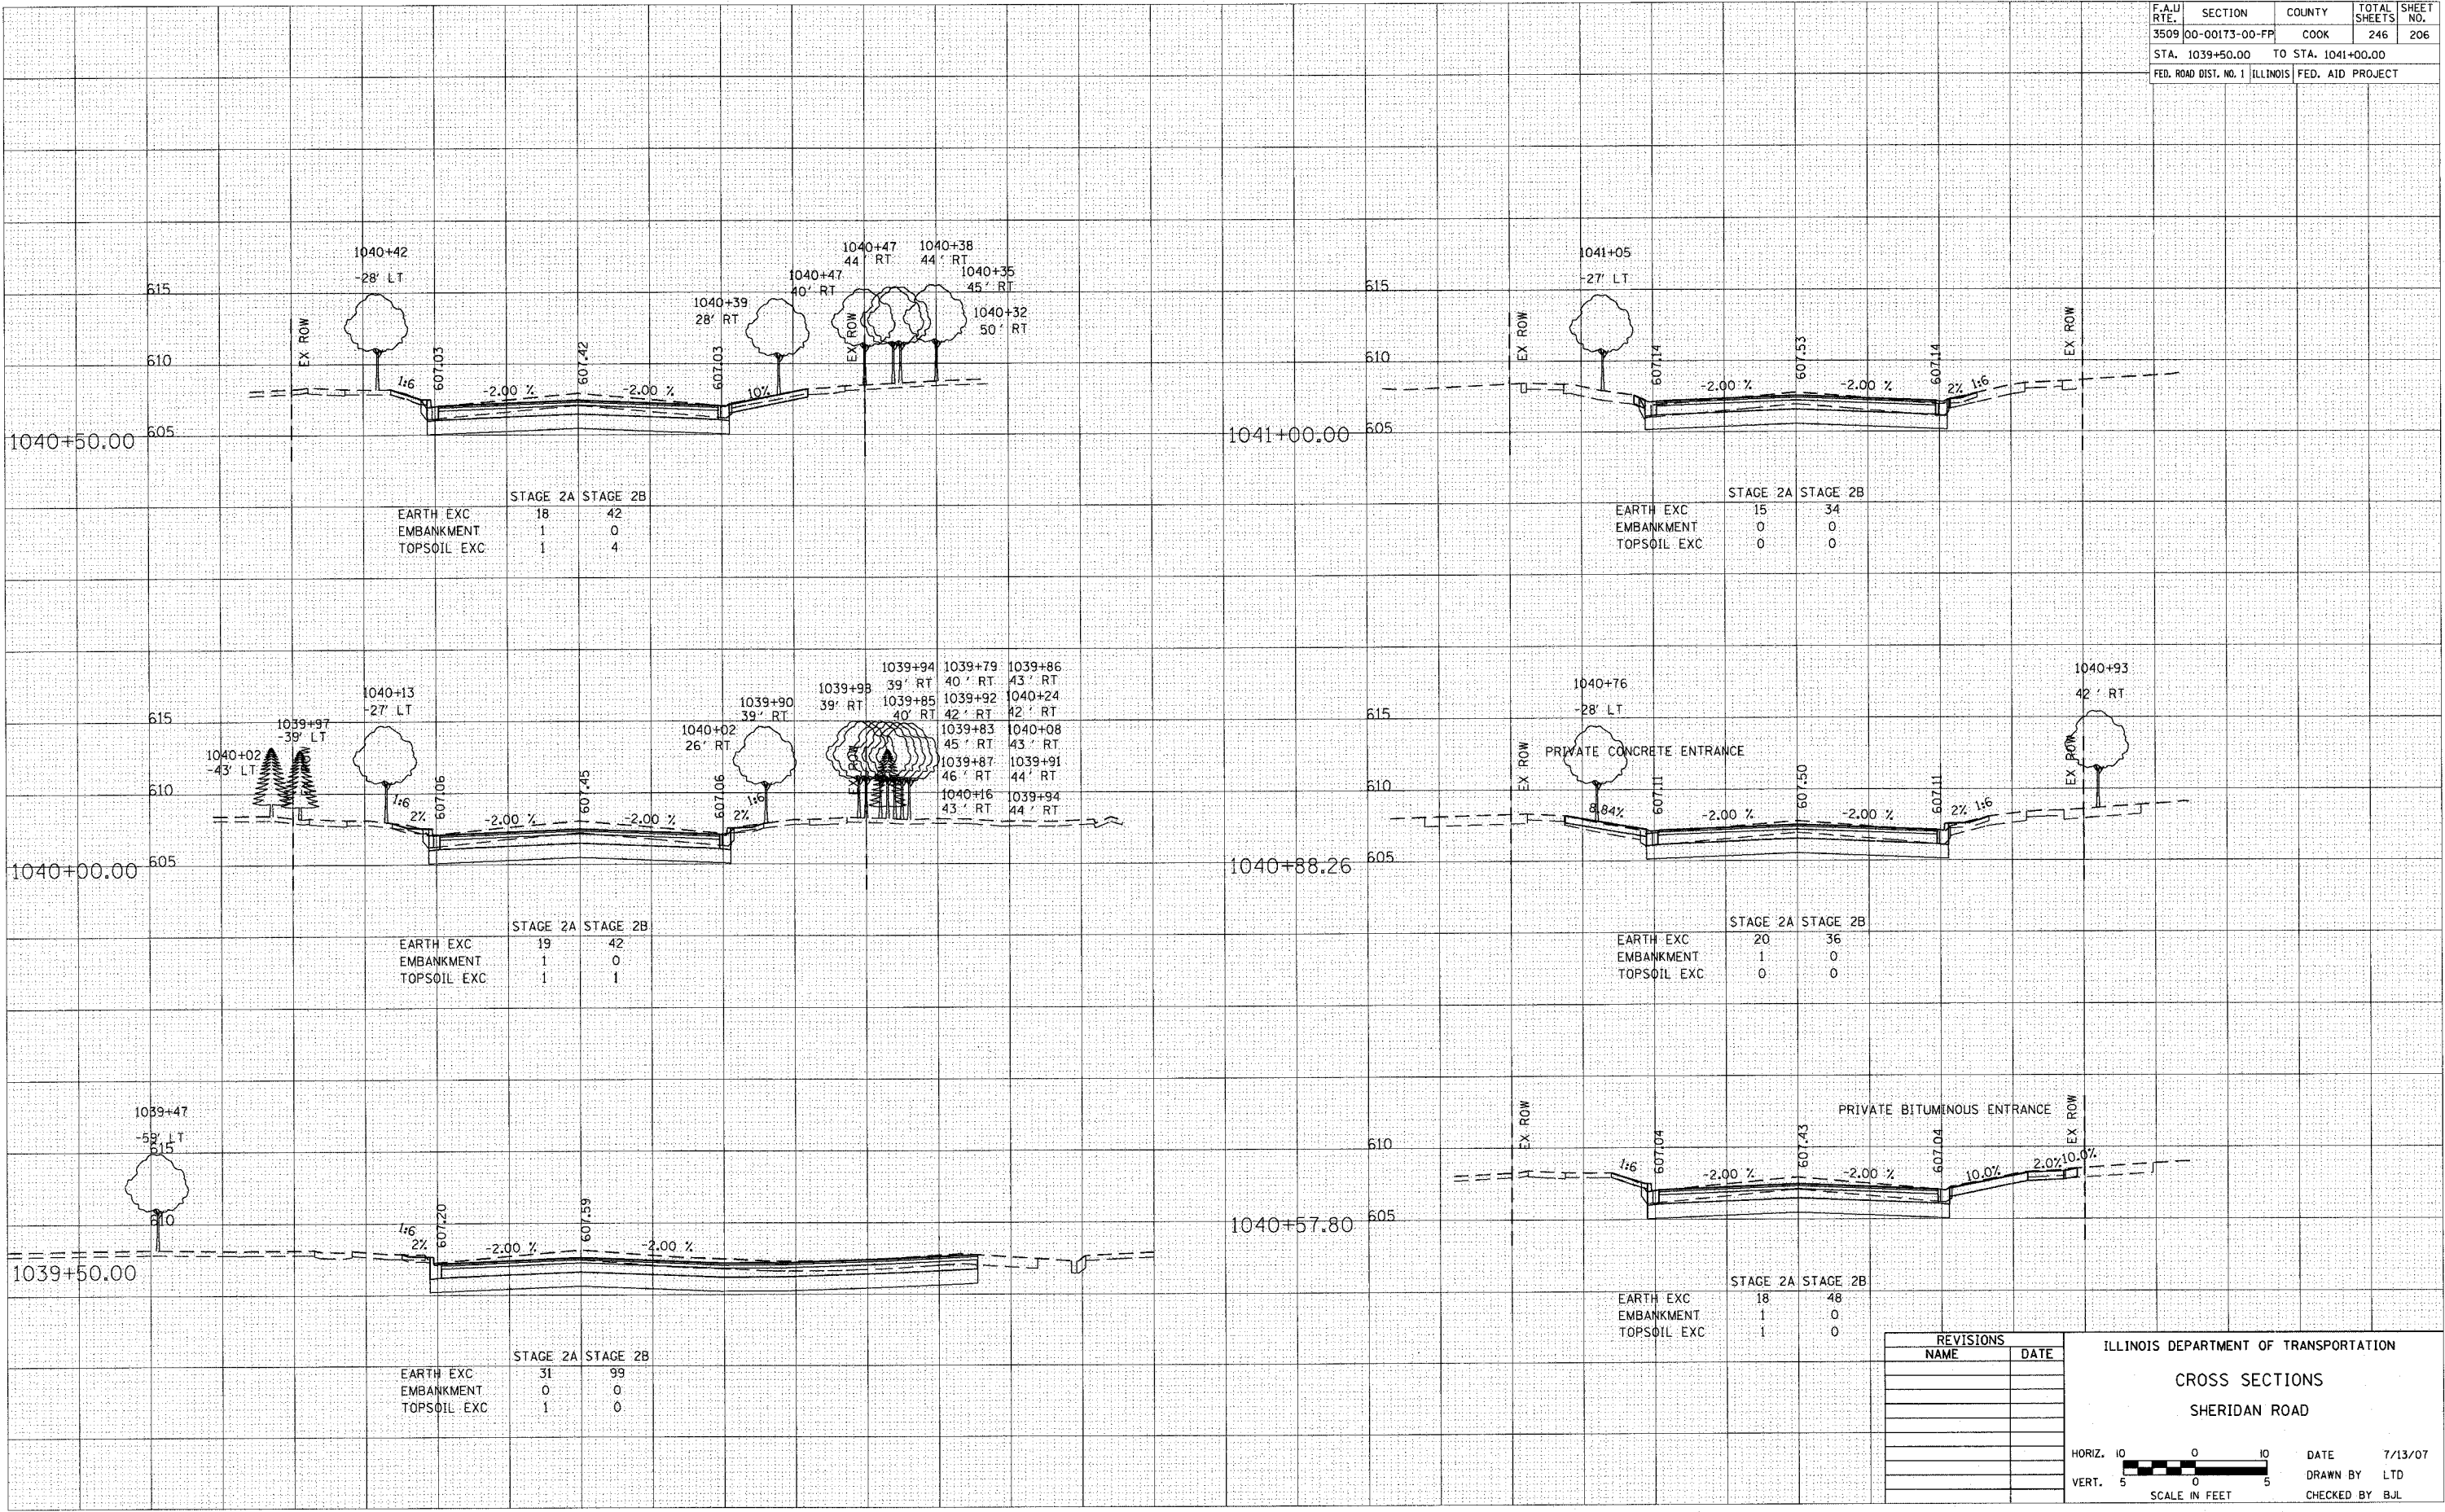 F.A.U RTE. SECTION COUNTY TOTAL SHEETS SHEET NO.
3509 00-00173-00-FP COOK 246 206
STA. 1039+50.00 TO STA. 1041+00.00
FED. ROAD DIST. NO. 1 ILLINOIS FED. AID PROJECT
1040+42
-28' LT
1040+39
28' RT
1040+47
40' RT
1040+47
44' RT
1040+38
44' RT
1040+35
45' RT
1040+32
50' RT
615
610
605
EX ROW
EX ROW
1:6
607.03
-2.00 %
607.42
-2.00 %
607.03
10%
1040+50.00
STAGE 2A STAGE 2B
EARTH EXC 18 42
EMBANKMENT 1 0
TOPSOIL EXC 1 4
1041+05
-27' LT
615
610
605
EX ROW
EX ROW
607.14
-2.00 %
607.53
-2.00 %
607.14
2% 1:6
1041+00.00
STAGE 2A STAGE 2B
EARTH EXC 15 34
EMBANKMENT 0 0
TOPSOIL EXC 0 0
1040+02
-43' LT
1039+97
-39' LT
1040+13
-27' LT
1040+02
26' RT
1039+90
39' RT
1039+98
39' RT
1039+94 1039+79 1039+86
39' RT 40' RT 43' RT
1039+85 1039+92 1040+24
40' RT 42' RT 42' RT
1039+83 1040+08
45' RT 43' RT
1039+87 1039+91
46' RT 44' RT
1040+16 1039+94
43' RT 44' RT
615
610
605
EX ROW
1:6
2%
607.06
-2.00 %
607.45
-2.00 %
607.06
2%
1:6
1040+00.00
STAGE 2A STAGE 2B
EARTH EXC 19 42
EMBANKMENT 1 0
TOPSOIL EXC 1 1
1040+76
-28' LT
PRIVATE CONCRETE ENTRANCE
1040+93
42' RT
615
610
605
EX ROW
EX ROW
8.84%
607.11
-2.00 %
607.50
-2.00 %
607.11
2% 1:6
1040+88.26
STAGE 2A STAGE 2B
EARTH EXC 20 36
EMBANKMENT 1 0
TOPSOIL EXC 0 0
1039+47
-59' LT
615
610
1:6
2%
607.20
-2.00 %
607.59
-2.00 %
1039+50.00
STAGE 2A STAGE 2B
EARTH EXC 31 99
EMBANKMENT 0 0
TOPSOIL EXC 1 0
PRIVATE BITUMINOUS ENTRANCE
610
605
EX ROW
EX ROW
1:6
607.04
-2.00 %
607.43
-2.00 %
607.04
10.0%
2.0%
10.0%
1040+57.80
STAGE 2A STAGE 2B
EARTH EXC 18 48
EMBANKMENT 1 0
TOPSOIL EXC 1 0
REVISIONS
NAME DATE
ILLINOIS DEPARTMENT OF TRANSPORTATION
CROSS SECTIONS
SHERIDAN ROAD
HORIZ. 10 0 10
VERT. 5 0 5
SCALE IN FEET
DATE 7/13/07
DRAWN BY LTD
CHECKED BY BJL